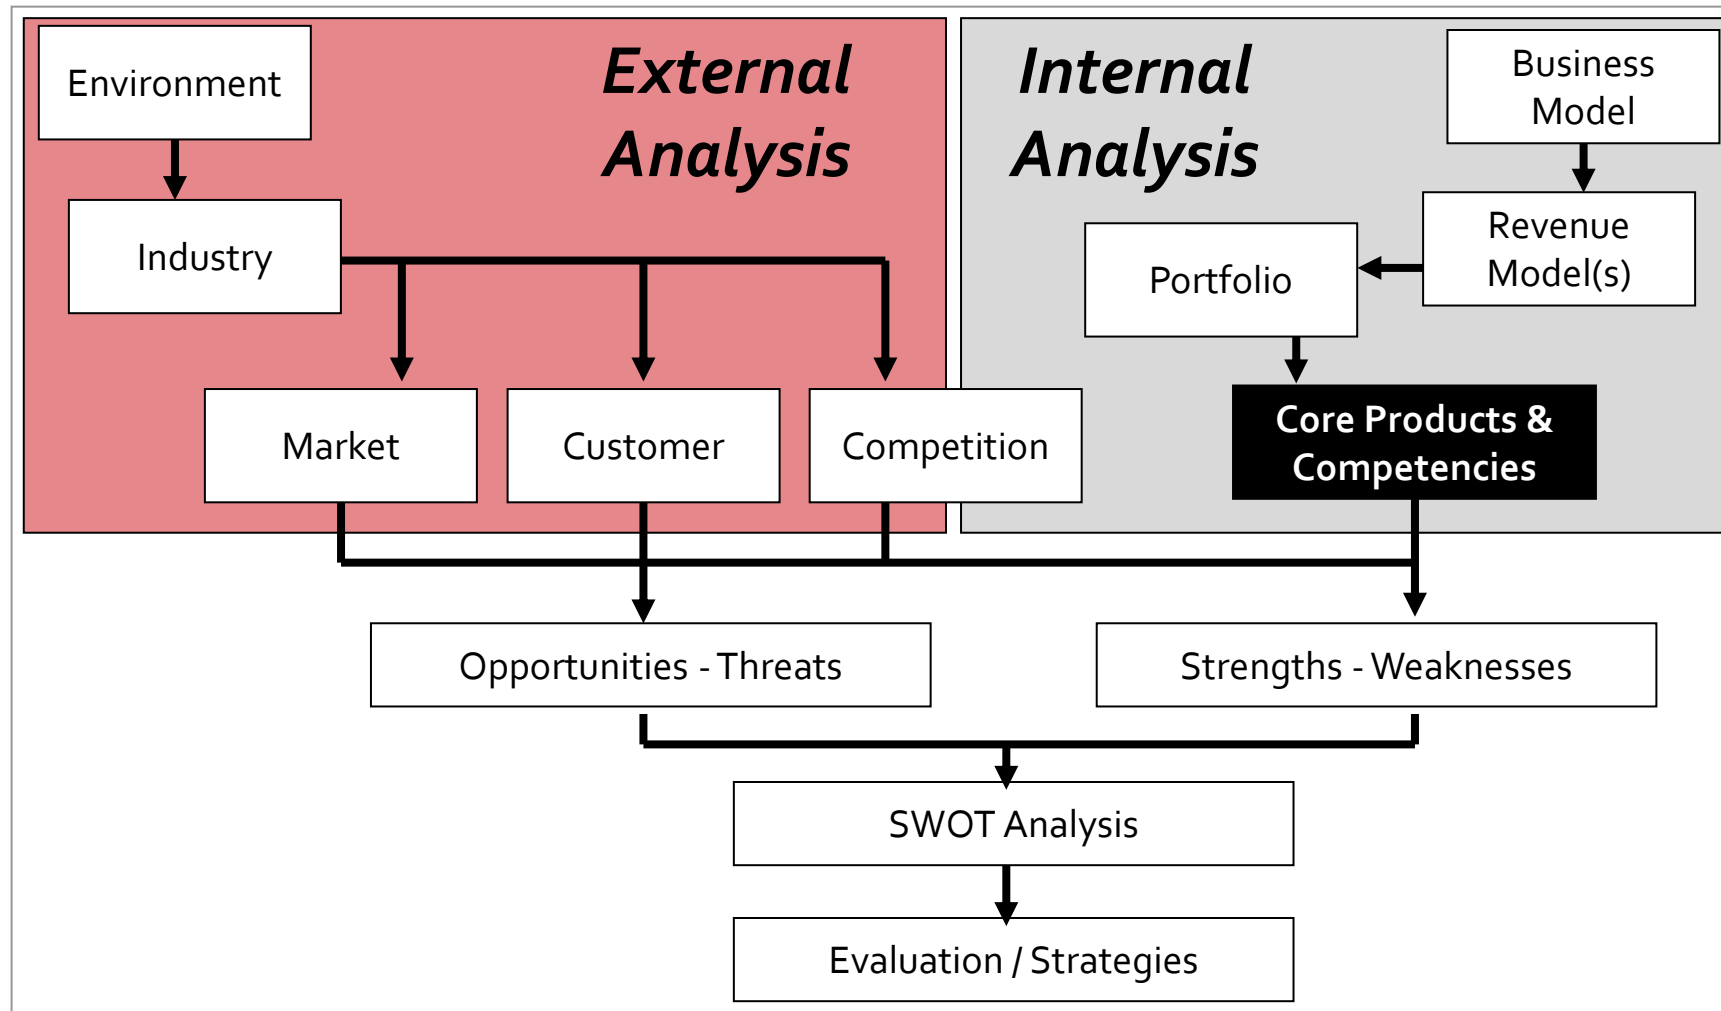 Environment
External
Analysis
Industry
Market
Customer
Competition
Internal
Analysis
Business
Model
Revenue
Model(s)
Portfolio
Core Products &
Competencies
Opportunities - Threats
Strengths - Weaknesses
SWOT Analysis
Evaluation / Strategies